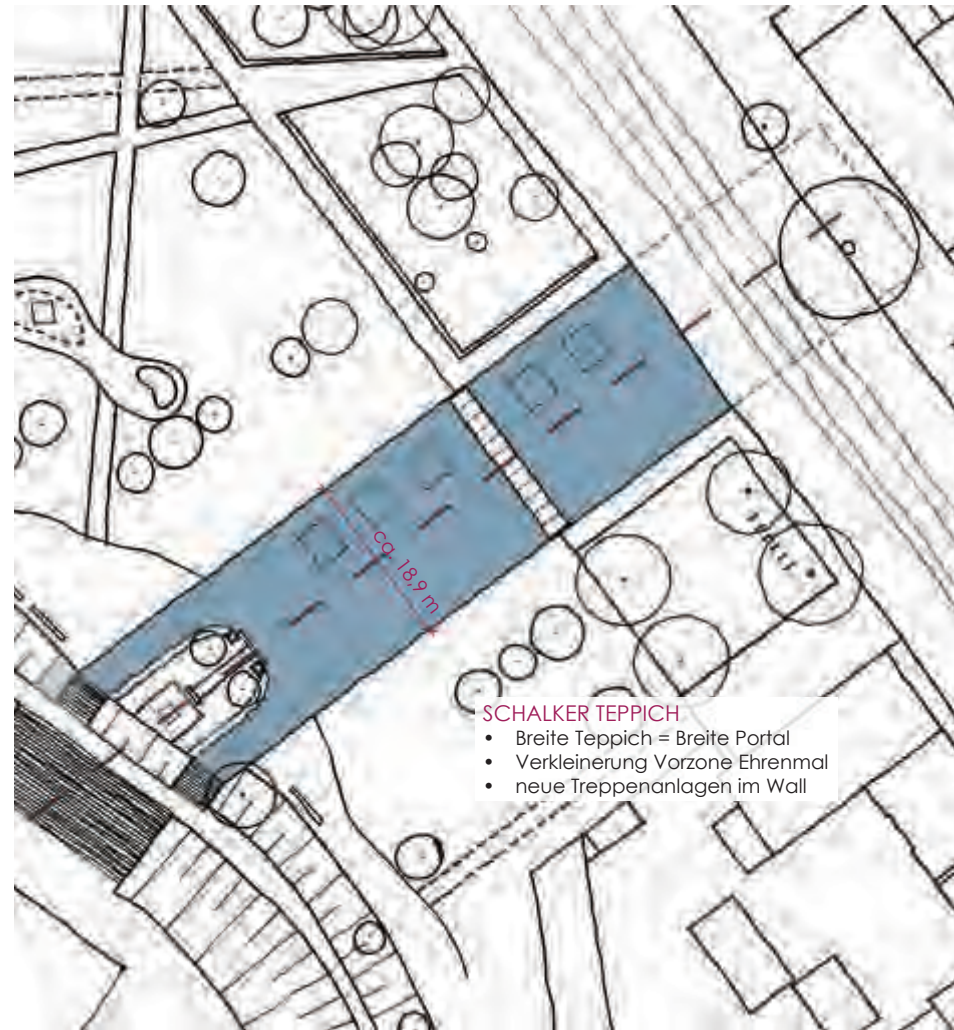 ca. 18,9 m
SCHALKER TEPPICH
• Breite Teppich = Breite Portal
• Verkleinerung Vorzone Ehrenmal
• neue Treppenanlagen im Wall